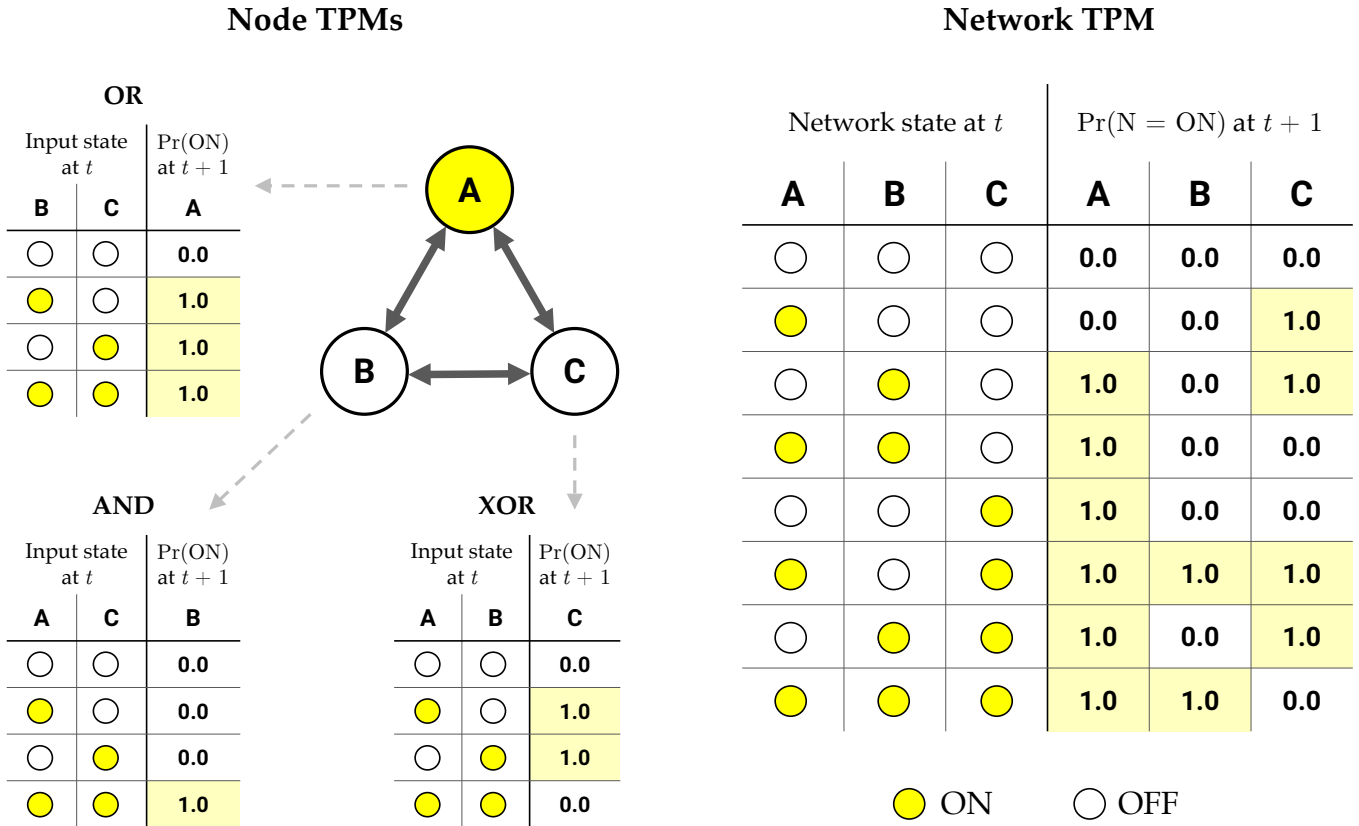 Node TPMs
OR
Input state at t
Pr(ON) at t + 1
B C A
0.0
1.0
1.0
1.0
A
B
C
AND
Input state at t
Pr(ON) at t + 1
A C B
0.0
0.0
0.0
1.0
XOR
Input state at t
Pr(ON) at t + 1
A B C
0.0
1.0
1.0
0.0
Network TPM
Network state at t Pr(N = ON) at t + 1
A B C A B C
0.0 0.0 0.0
0.0 0.0 1.0
1.0 0.0 1.0
1.0 0.0 0.0
1.0 0.0 0.0
1.0 1.0 1.0
1.0 0.0 1.0
1.0 1.0 0.0
ON OFF